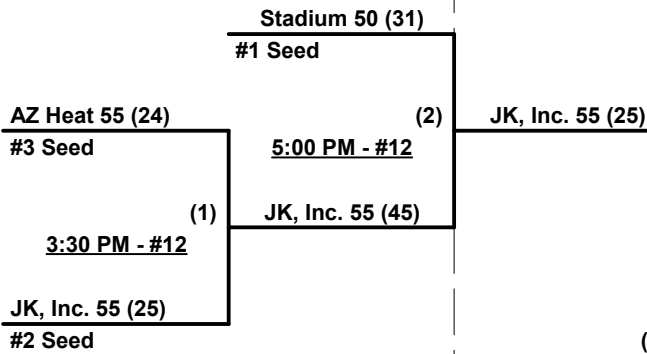 Stadium 50 (31)
#1 Seed
AZ Heat 55 (24)
(2)
JK, Inc. 55 (25)
#3 Seed
5:00 PM - #12
(1)
JK, Inc. 55 (45)
3:30 PM - #12
JK, Inc. 55 (25)
#2 Seed
(